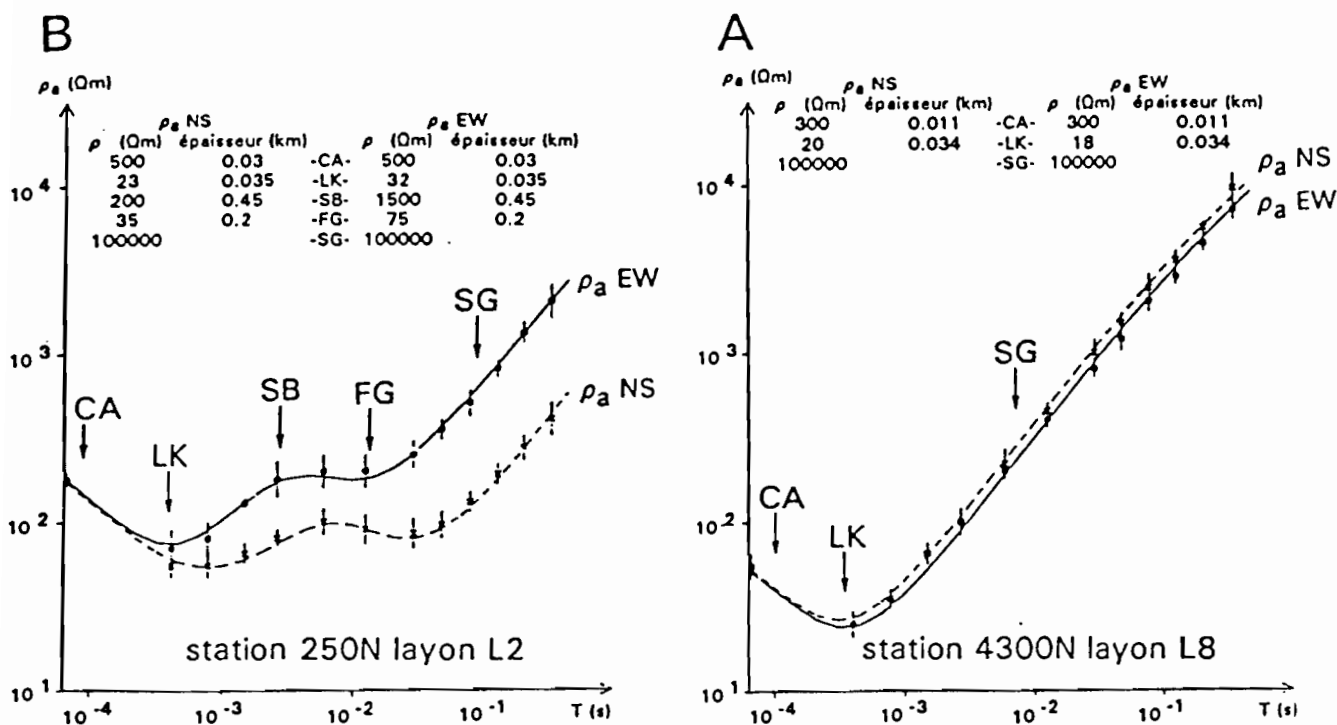 B
ρa (Ωm)
ρa NS ρa EW
ρ (Ωm) épaisseur (km) ρ (Ωm) épaisseur (km)
500 0.03 -CA- 500 0.03
23 0.035 -LK- 32 0.035
200 0.45 -SB- 1500 0.45
35 0.2 -FG- 75 0.2
100000 -SG- 100000
10^4
10^3
10^2
10^1
ρa EW
SG
ρa NS
SB
FG
CA
LK
station 250N layon L2
10^-4 10^-3 10^-2 10^-1 T (s)
A
ρa (Ωm)
ρa NS ρa EW
ρ (Ωm) épaisseur (km) ρ (Ωm) épaisseur (km)
300 0.011 -CA- 300 0.011
20 0.034 -LK- 18 0.034
100000 -SG- 100000
ρa NS
ρa EW
10^4
10^3
10^2
10^1
SG
CA
LK
station 4300N layon L8
10^-4 10^-3 10^-2 10^-1 T (s)